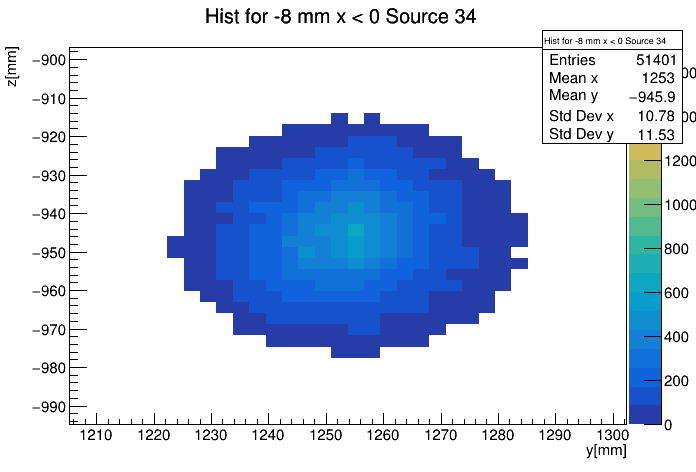 Hist for -8 mm x < 0 Source 34
Hist for -8 mm x < 0 Source 34
Entries 51401
Mean x 1253
Mean y −945.9
Std Dev x 10.78
Std Dev y 11.53
z[mm]
−900
−910
−920
−930
−940
−950
−960
−970
−980
−990
1210 1220 1230 1240 1250 1260 1270 1280 1290 1300
y[mm]
1200
1000
800
600
400
200
0